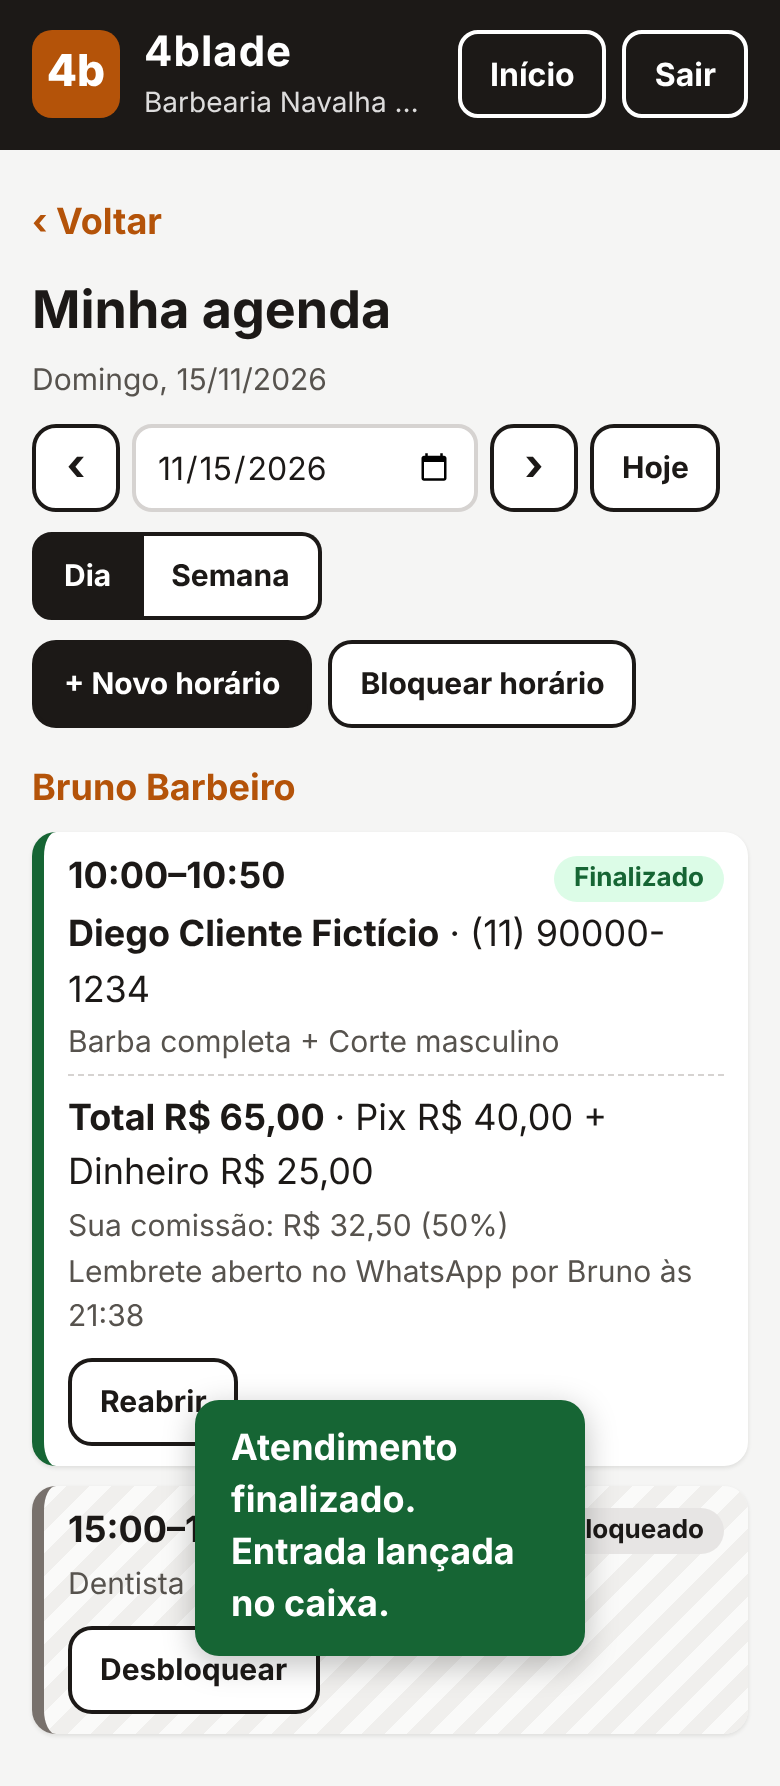 4b
4blade
Barbearia Navalha ...
Início
Sair
‹ Voltar
Minha agenda
Domingo, 15/11/2026
‹
11/15/2026
›
Hoje
Dia
Semana
+ Novo horário
Bloquear horário
Bruno Barbeiro
10:00–10:50
Finalizado
Diego Cliente Fictício · (11) 90000-
1234
Barba completa + Corte masculino
Total R$ 65,00 · Pix R$ 40,00 +
Dinheiro R$ 25,00
Sua comissão: R$ 32,50 (50%)
Lembrete aberto no WhatsApp por Bruno às
21:38
Reabrir
Atendimento
finalizado.
Entrada lançada
no caixa.
15:00–1
loqueado
Dentista
Desbloquear